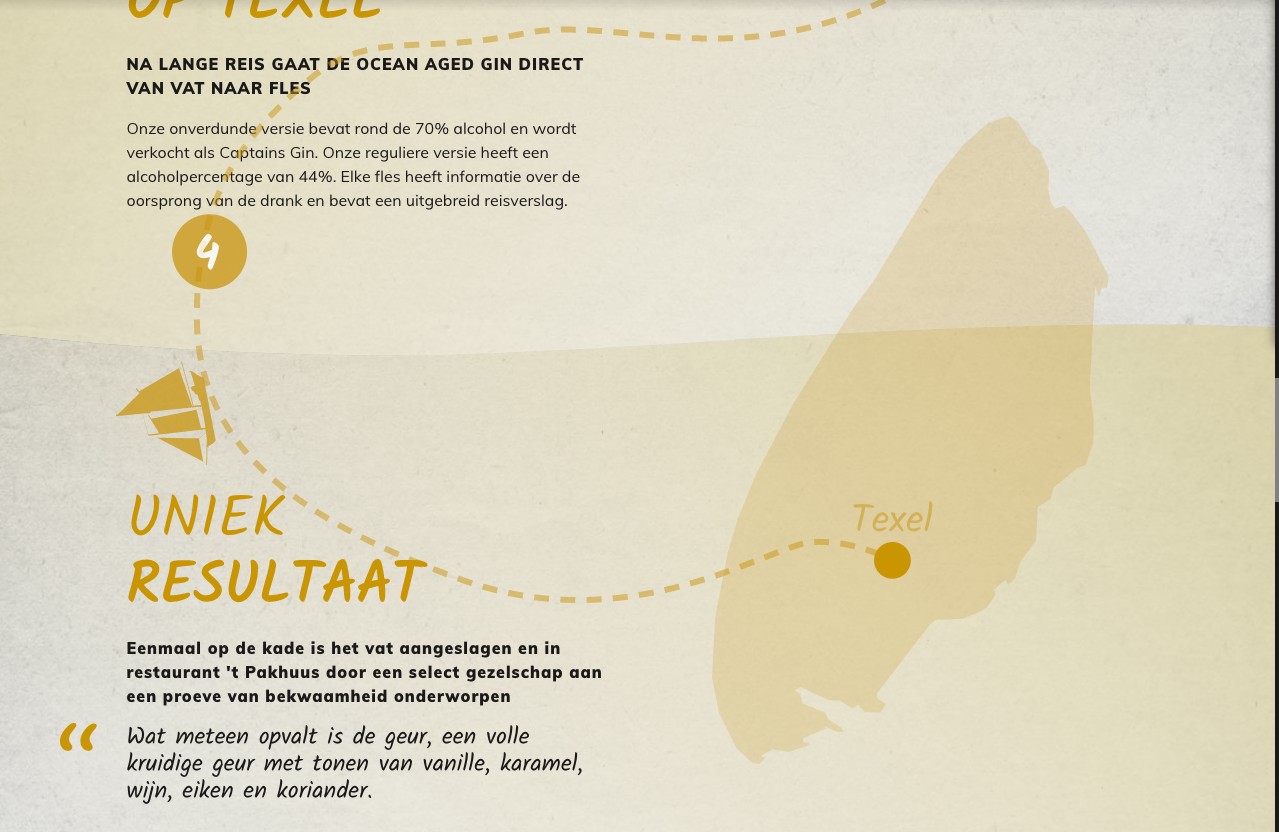 OP TEXEL
NA LANGE REIS GAAT DE OCEAN AGED GIN DIRECT
VAN VAT NAAR FLES
Onze onverdunde versie bevat rond de 70% alcohol en wordt
verkocht als Captains Gin. Onze reguliere versie heeft een
alcoholpercentage van 44%. Elke fles heeft informatie over de
oorsprong van de drank en bevat een uitgebreid reisverslag.
4
UNIEK
RESULTAAT
Texel
Eenmaal op de kade is het vat aangeslagen en in
restaurant 't Pakhuus door een select gezelschap aan
een proeve van bekwaamheid onderworpen
“ Wat meteen opvalt is de geur, een volle
kruidige geur met tonen van vanille, karamel,
wijn, eiken en koriander.